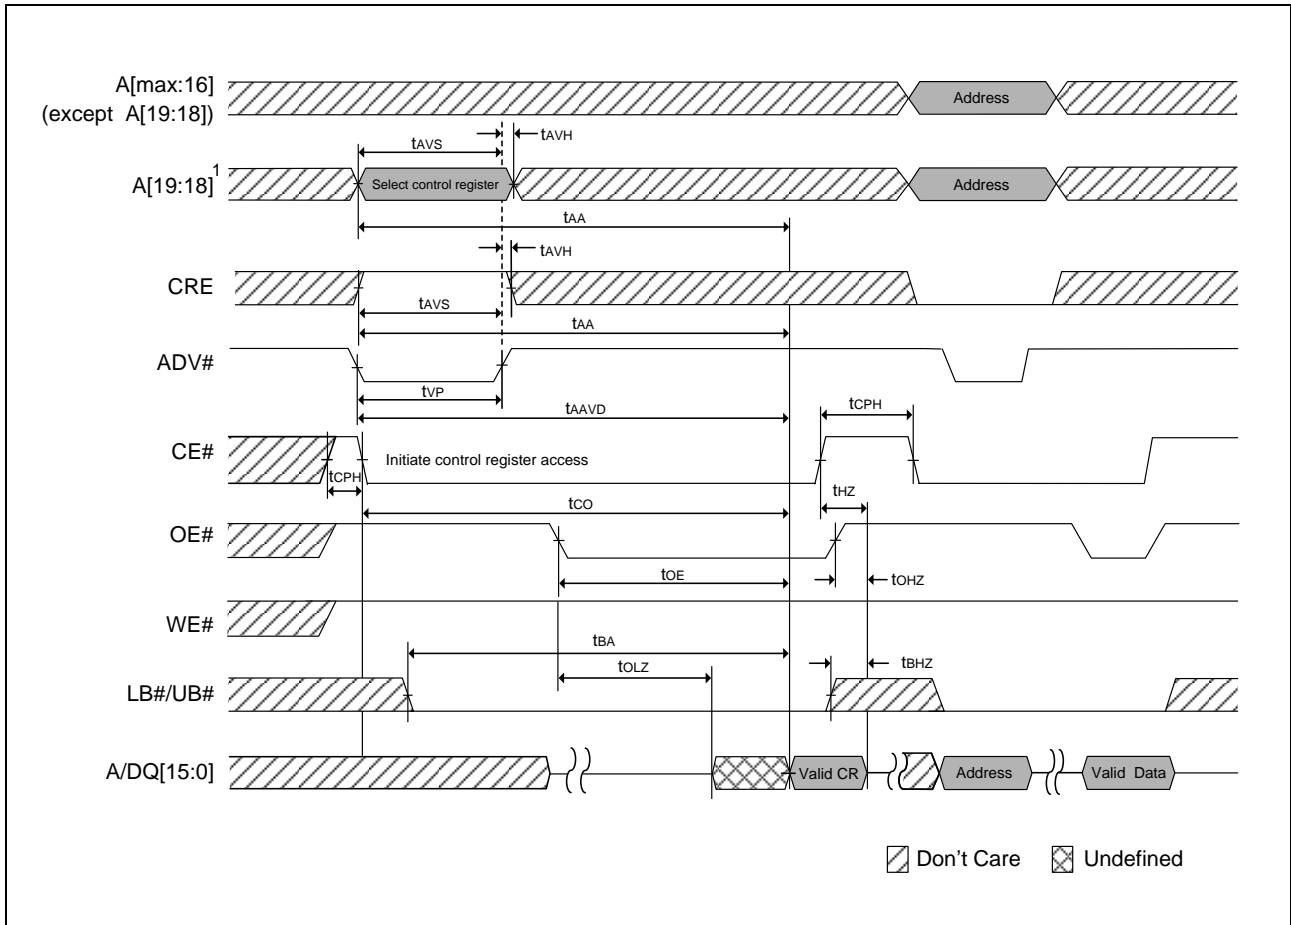 A[max:16]
(except A[19:18])
Address
tAVS
tAVH
A[19:18]1
Select control register
Address
tAA
tAVH
CRE
tAVS
tAA
ADV#
tVP
tAAVD
tCPH
CE#
Initiate control register access
tCPH
tHZ
tCO
OE#
tOE
tOHZ
WE#
tBA
tOLZ
tBHZ
LB#/UB#
A/DQ[15:0]
Valid CR
Address
Valid Data
Don't Care
Undefined